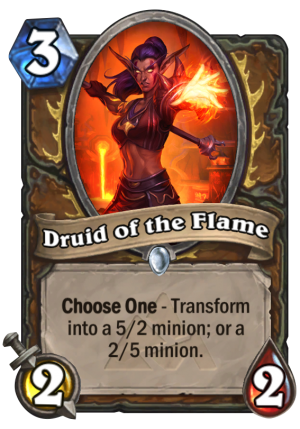 3
Druid of the Flame
Choose One - Transform
into a 5/2 minion; or a
2/5 minion.
2 2